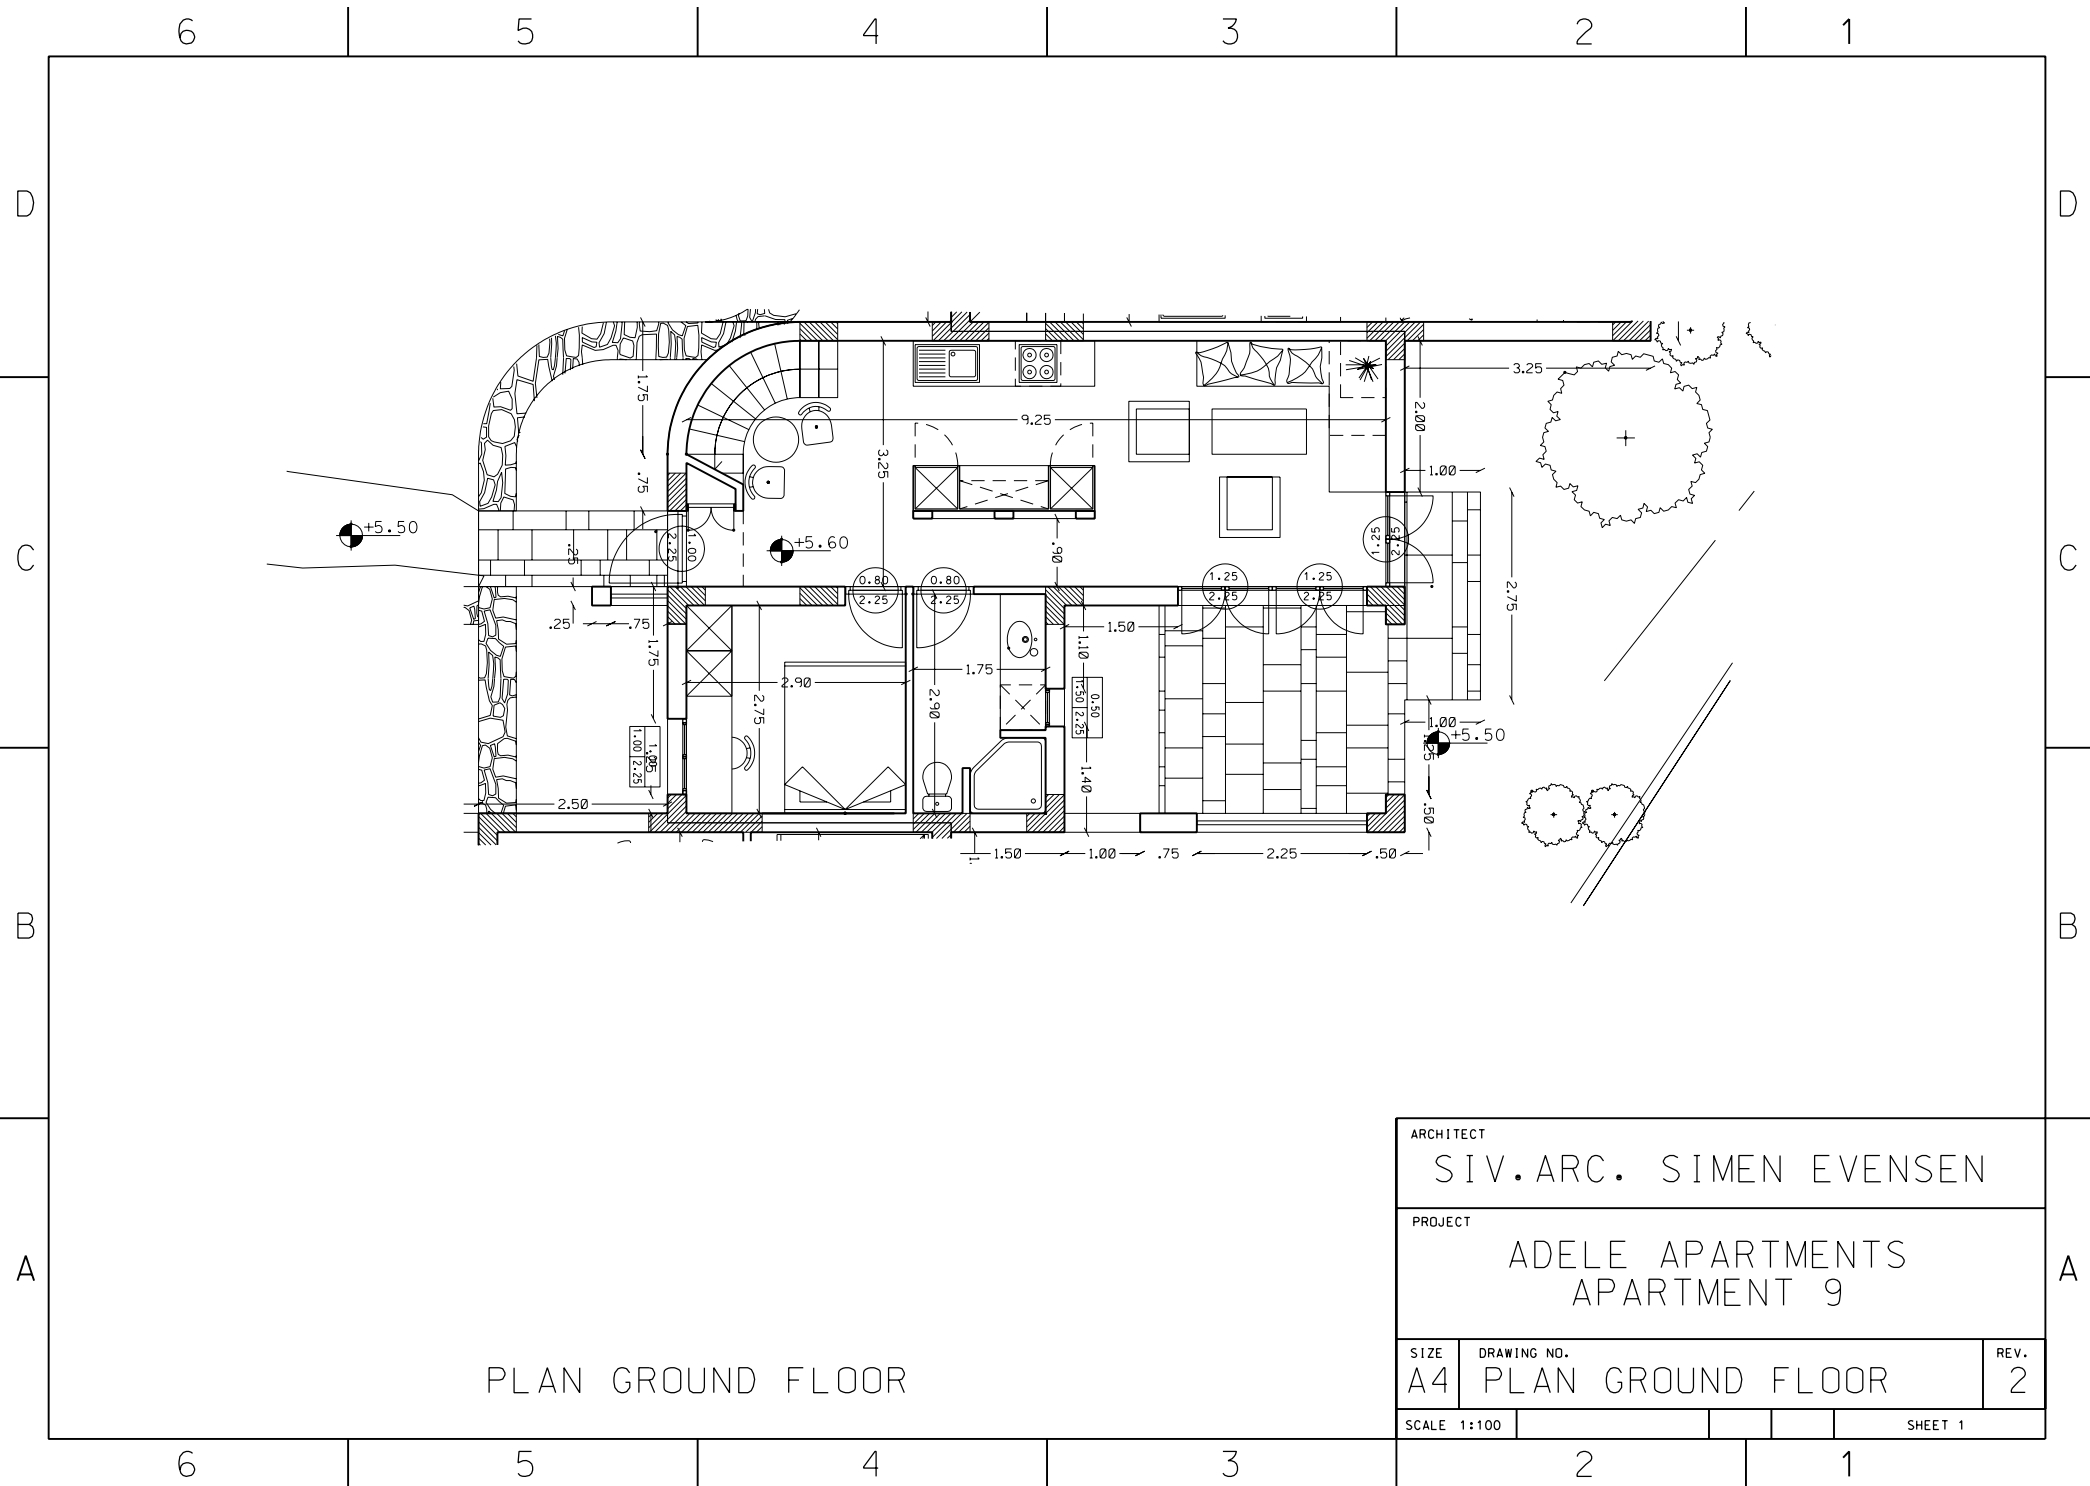 6 5 4 3 2 1
D D
1.75
3.25
9.25
2.00
3.25
.75
1.00
+5.50
C C
2.25 1.00
+5.60
1.25 2.25
.25
.90
0.80 0.80 1.25 1.25
2.25 2.25 2.25 2.25
2.75
.25 .75
1.50
1.75
1.10
1.75
2.90
2.75
2.90
0.50
1.50 2.25
1.00
+5.50
1.00 2.25
1.40
2.50
.50
1.50 1.00 .75 2.25 .50
1.
B B
ARCHITECT
SIV.ARC. SIMEN EVENSEN
PROJECT
ADELE APARTMENTS
APARTMENT 9
A A
SIZE DRAWING NO. REV.
A4 PLAN GROUND FLOOR 2
PLAN GROUND FLOOR
SCALE 1:100 SHEET 1
6 5 4 3 2 1